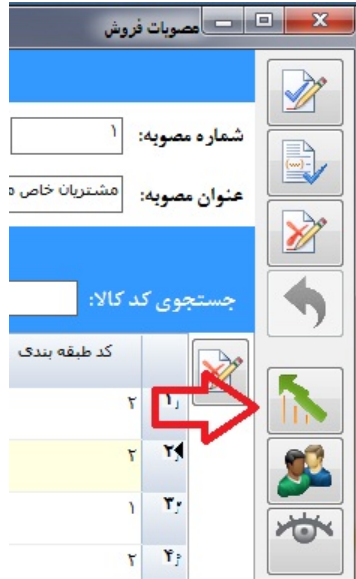 مصوبات فروش
شماره مصوبه: ۱
عنوان مصوبه: مشتریان خاص
جستجوی کد کالا:
کد طبقه بندی
۱ ۲
۲ ۲
۳ ۱
۴ ۲